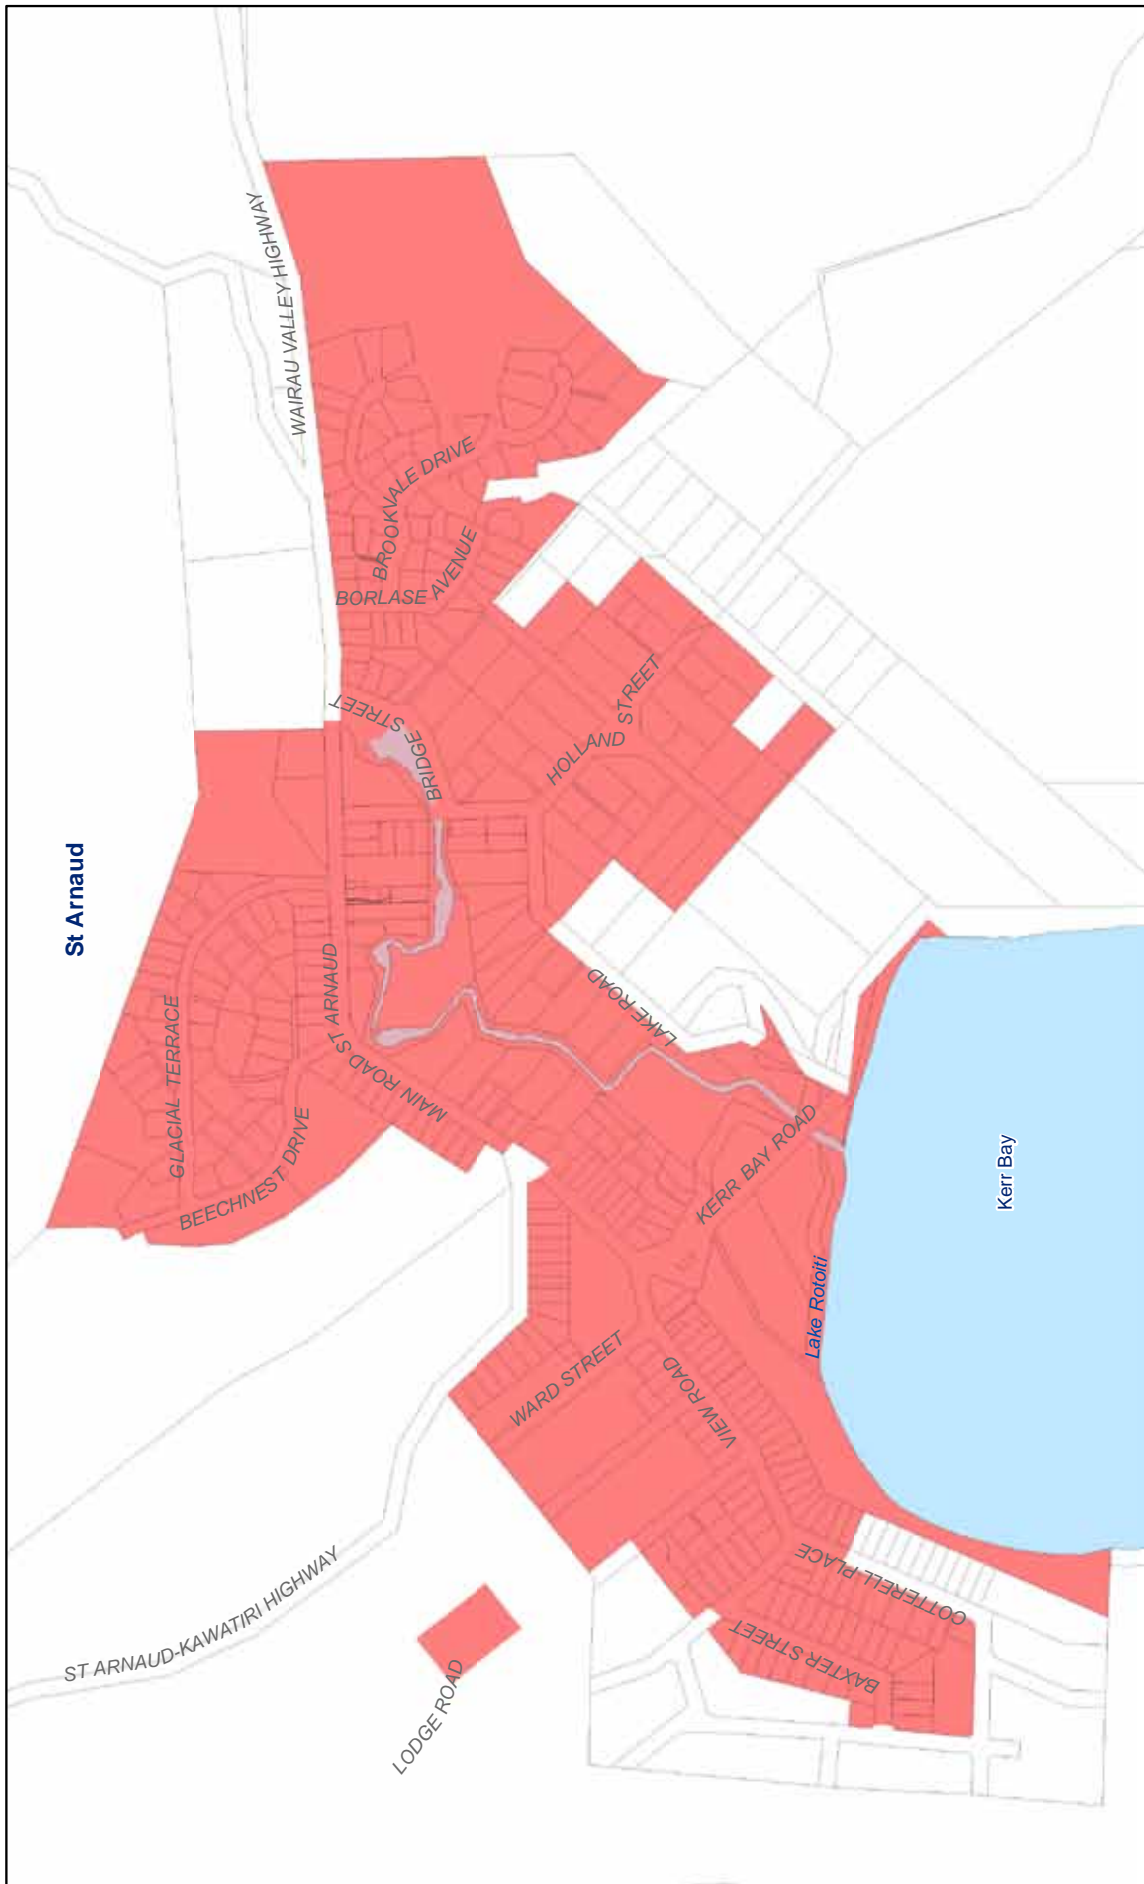 St Arnaud
WAIRAU VALLEY HIGHWAY
BROOKVALE DRIVE
BORLASE AVENUE
BRIDGE STREET
HOLLAND STREET
LAKE ROAD
MAIN ROAD ST ARNAUD
GLACIAL TERRACE
BEECHNEST DRIVE
KERR BAY ROAD
Kerr Bay
Lake Rotoiti
WARD STREET
VIEW ROAD
COTTERELL PLACE
BAXTER STREET
ST ARNAUD-KAWATIRI HIGHWAY
LODGE ROAD